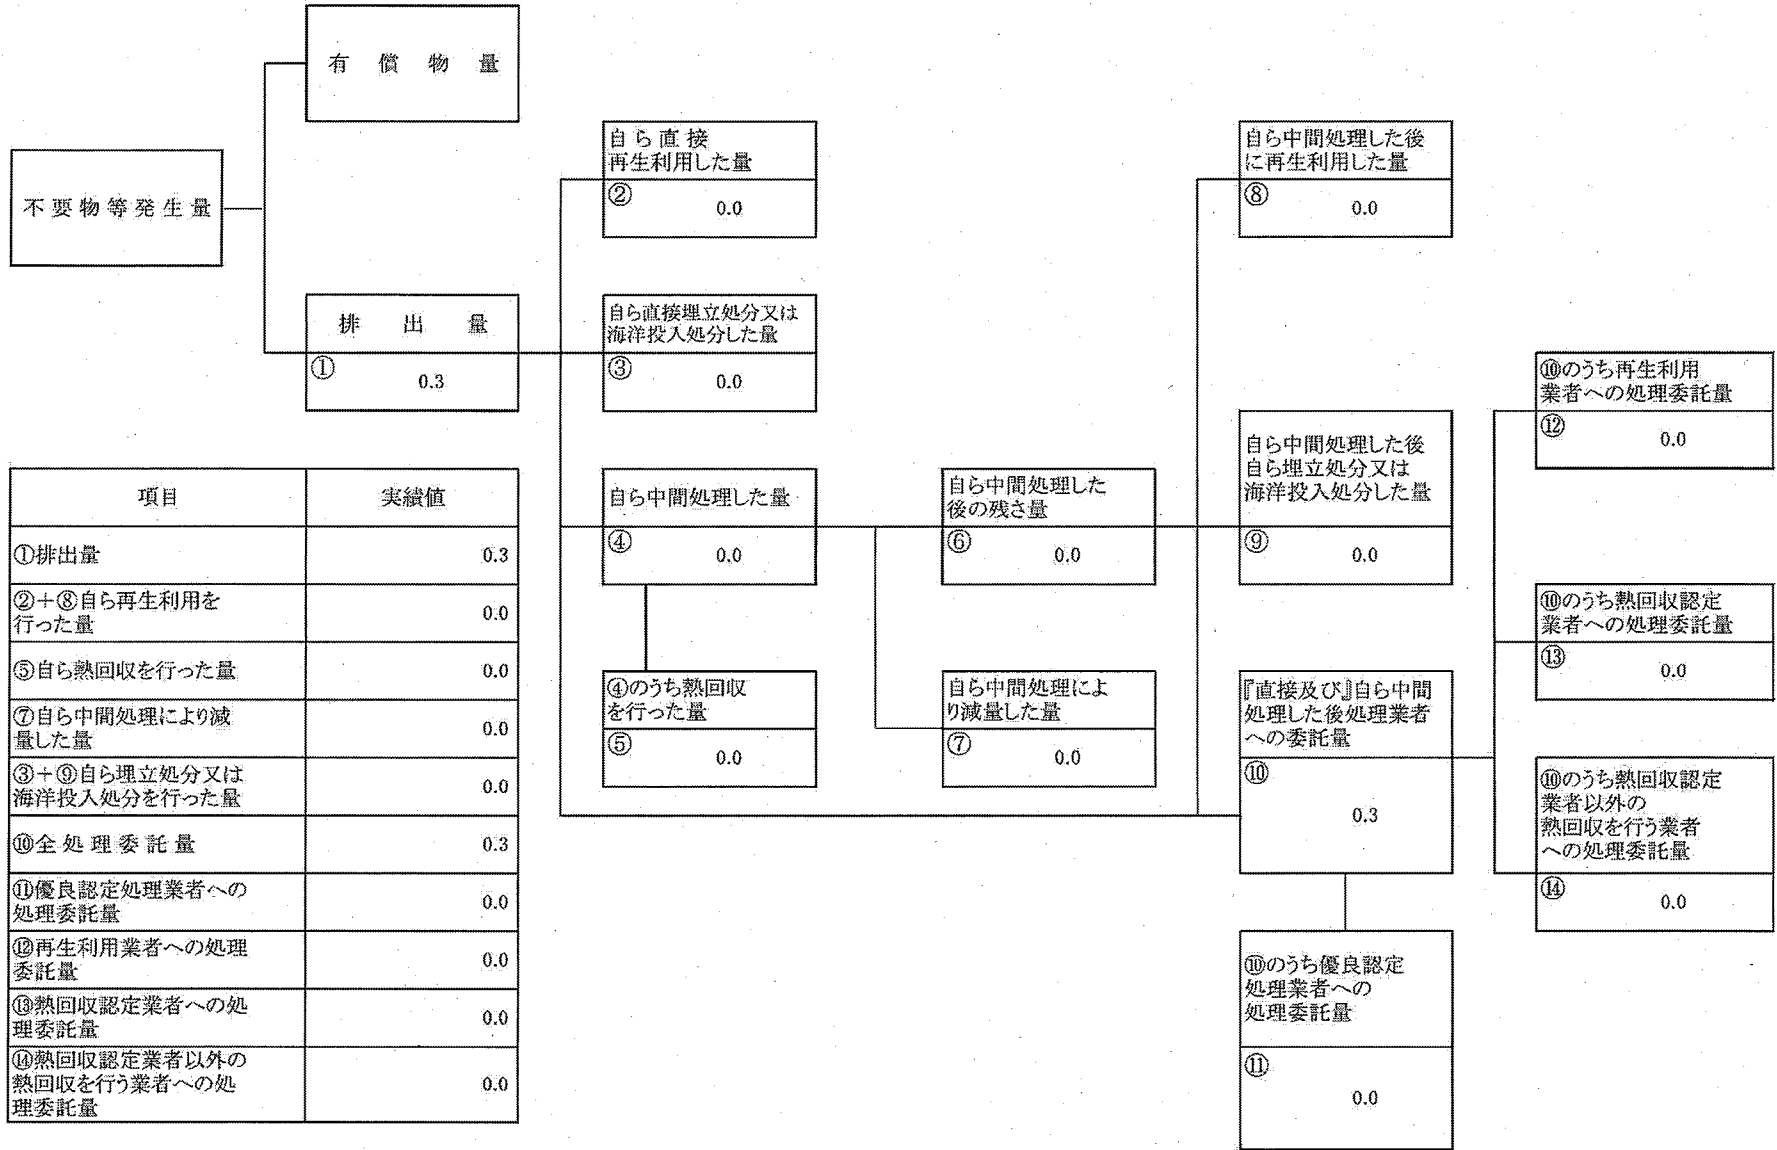 有償物量
不要物等発生量
排出量
①
0.3
自ら直接
再生利用した量
②
0.0
自ら直接埋立処分又は
海洋投入処分した量
③
0.0
自ら中間処理した量
④
0.0
④のうち熱回収
を行った量
⑤
0.0
自ら中間処理した
後の残さ量
⑥
0.0
自ら中間処理によ
り減量した量
⑦
0.0
自ら中間処理した後
に再生利用した量
⑧
0.0
自ら中間処理した後
自ら埋立処分又は
海洋投入処分した量
⑨
0.0
『直接及び』自ら中間
処理した後処理業者
への委託量
⑩
0.3
⑩のうち優良認定
処理業者への
処理委託量
⑪
0.0
⑩のうち再生利用
業者への処理委託量
⑫
0.0
⑩のうち熱回収認定
業者への処理委託量
⑬
0.0
⑩のうち熱回収認定
業者以外の
熱回収を行う業者
への処理委託量
⑭
0.0
項目 実績値
①排出量 0.3
②+⑧自ら再生利用を
行った量 0.0
⑤自ら熱回収を行った量 0.0
⑦自ら中間処理により減
量した量 0.0
③+⑨自ら埋立処分又は
海洋投入処分を行った量 0.0
⑩全処理委託量 0.3
⑪優良認定処理業者への
処理委託量 0.0
⑫再生利用業者への処理
委託量 0.0
⑬熱回収認定業者への処
理委託量 0.0
⑭熱回収認定業者以外の
熱回収を行う業者への処
理委託量 0.0